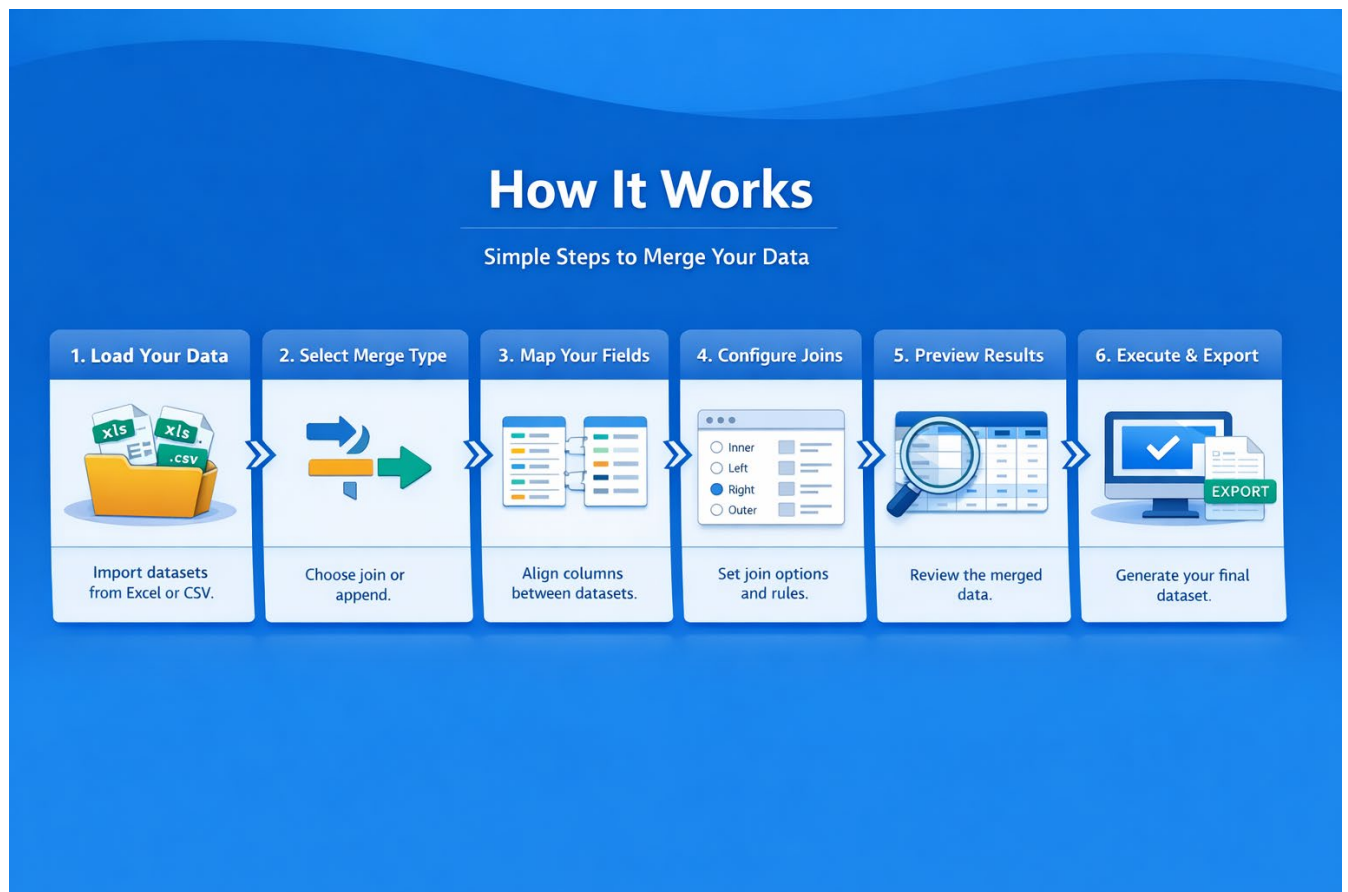 How It Works
Simple Steps to Merge Your Data
1. Load Your Data
xls
xls
.csv
Import datasets
from Excel or CSV.
2. Select Merge Type
Choose join or
append.
3. Map Your Fields
Align columns
between datasets.
4. Configure Joins
Inner
Left
Right
Outer
Set join options
and rules.
5. Preview Results
Review the merged
data.
6. Execute & Export
EXPORT
Generate your final
dataset.